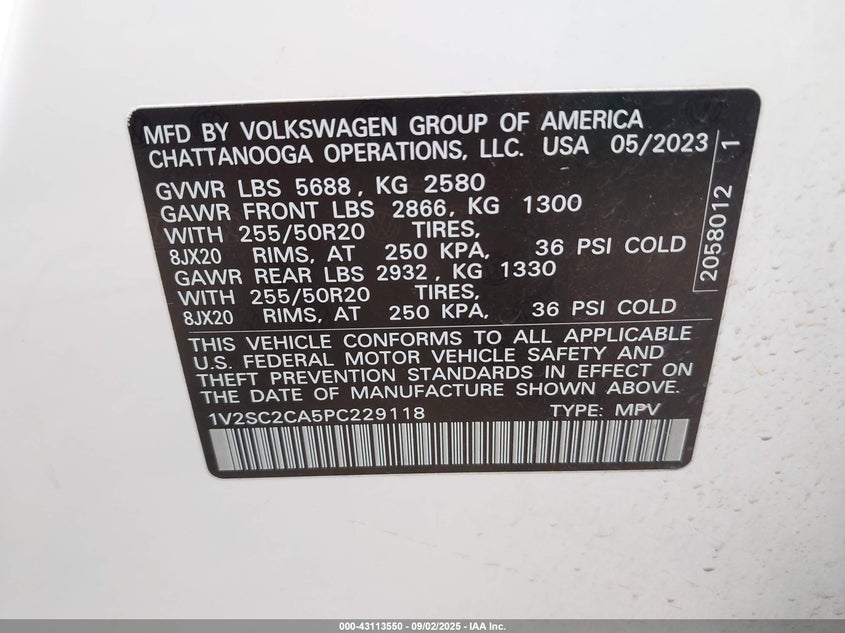 MFD BY VOLKSWAGEN GROUP OF AMERICA
CHATTANOOGA OPERATIONS, LLC. USA 05/2023
GVWR LBS 5688, KG 2580
GAWR FRONT LBS 2866, KG 1300
WITH 255/50R20 TIRES,
8JX20 RIMS, AT 250 KPA, 36 PSI COLD
GAWR REAR LBS 2932, KG 1330
WITH 255/50R20 TIRES,
8JX20 RIMS, AT 250 KPA, 36 PSI COLD
THIS VEHICLE CONFORMS TO ALL APPLICABLE
U.S. FEDERAL MOTOR VEHICLE SAFETY AND
THEFT PREVENTION STANDARDS IN EFFECT ON
THE DATE OF MANUFACTURE SHOWN ABOVE.
1V2SC2CA5PC229118 TYPE: MPV
2058012 1
000-43113550 - 09/02/2025 - IAA Inc.